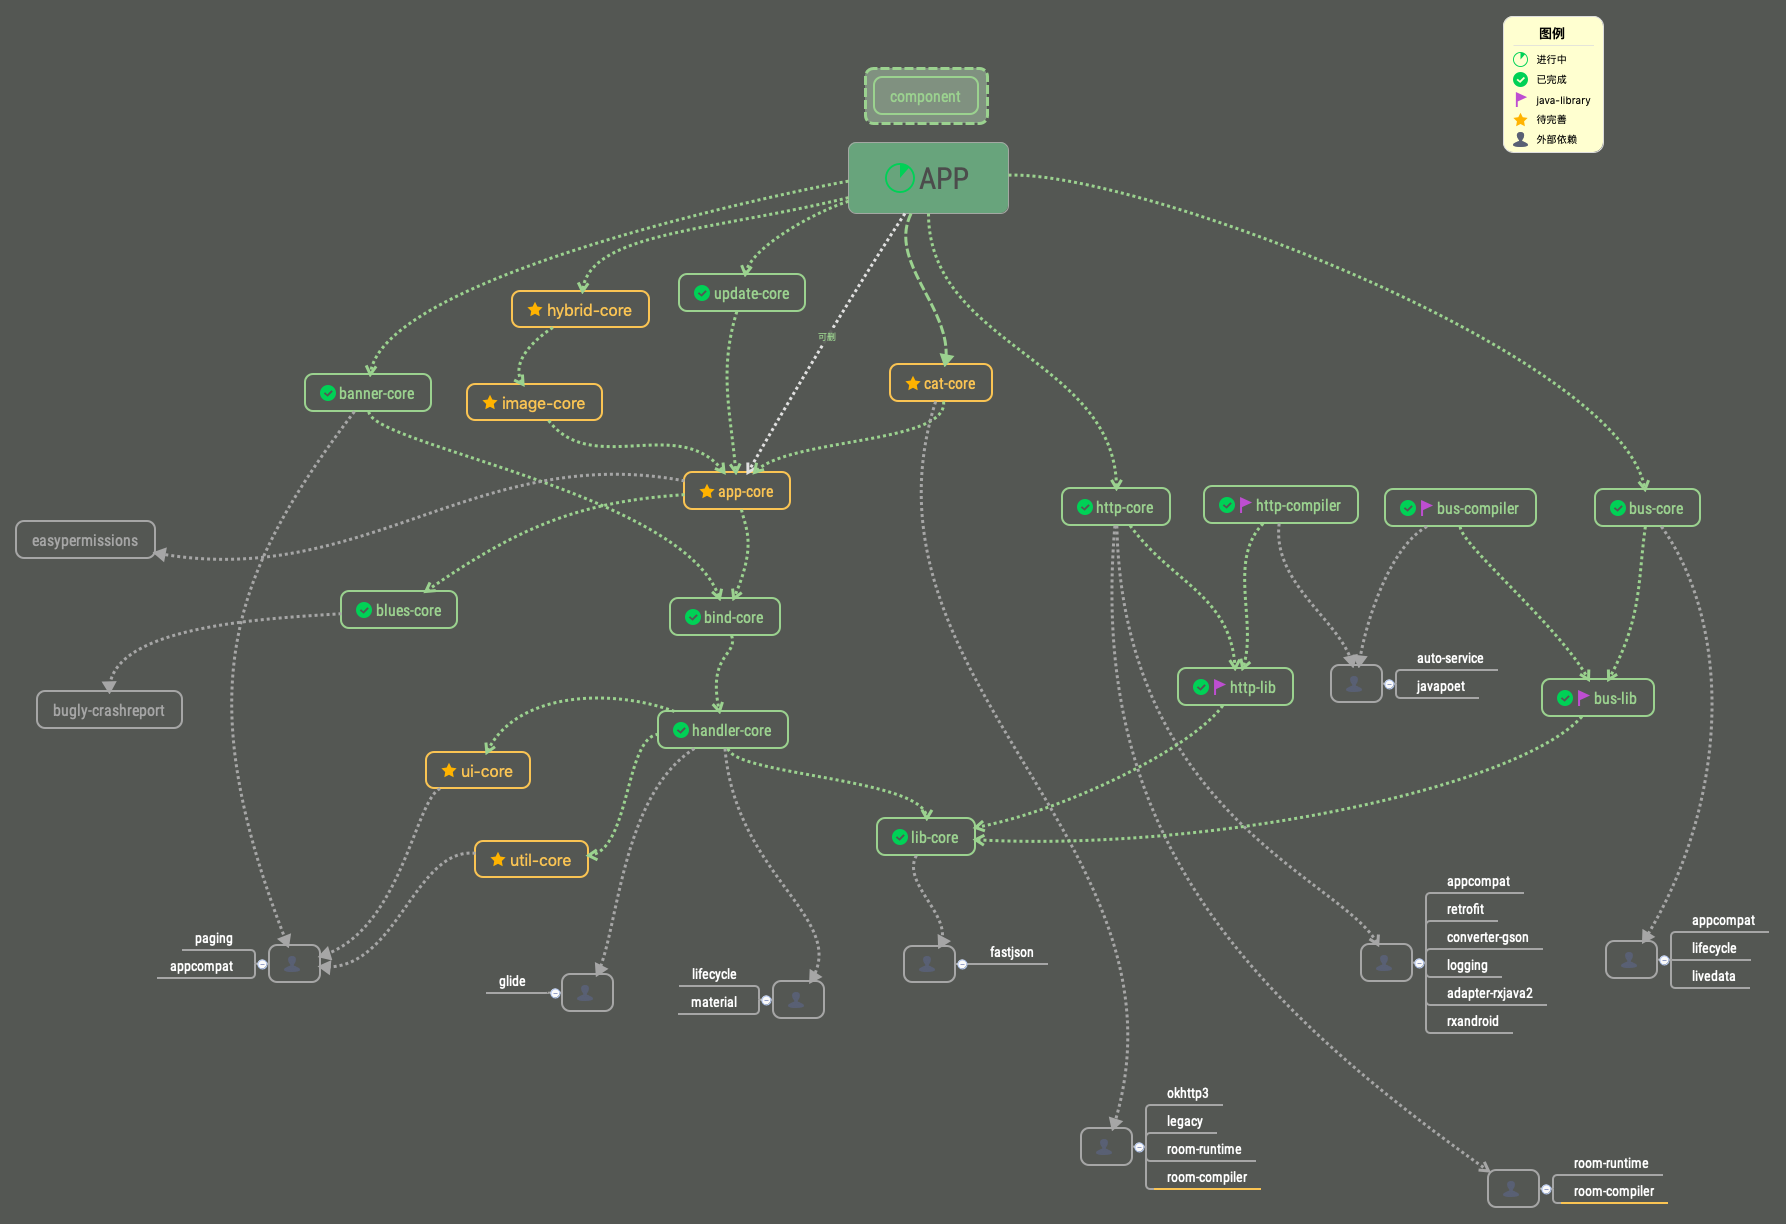 图例
进行中
已完成
java-library
待完善
外部依赖
component
APP
hybrid-core
update-core
可删
banner-core
image-core
cat-core
app-core
http-core
http-compiler
bus-compiler
bus-core
easypermissions
blues-core
bind-core
auto-service
javapoet
http-lib
bus-lib
bugly-crashreport
handler-core
ui-core
lib-core
util-core
paging
appcompat
glide
lifecycle
material
fastjson
appcompat
retrofit
converter-gson
logging
adapter-rxjava2
rxandroid
appcompat
lifecycle
livedata
okhttp3
legacy
room-runtime
room-compiler
room-runtime
room-compiler